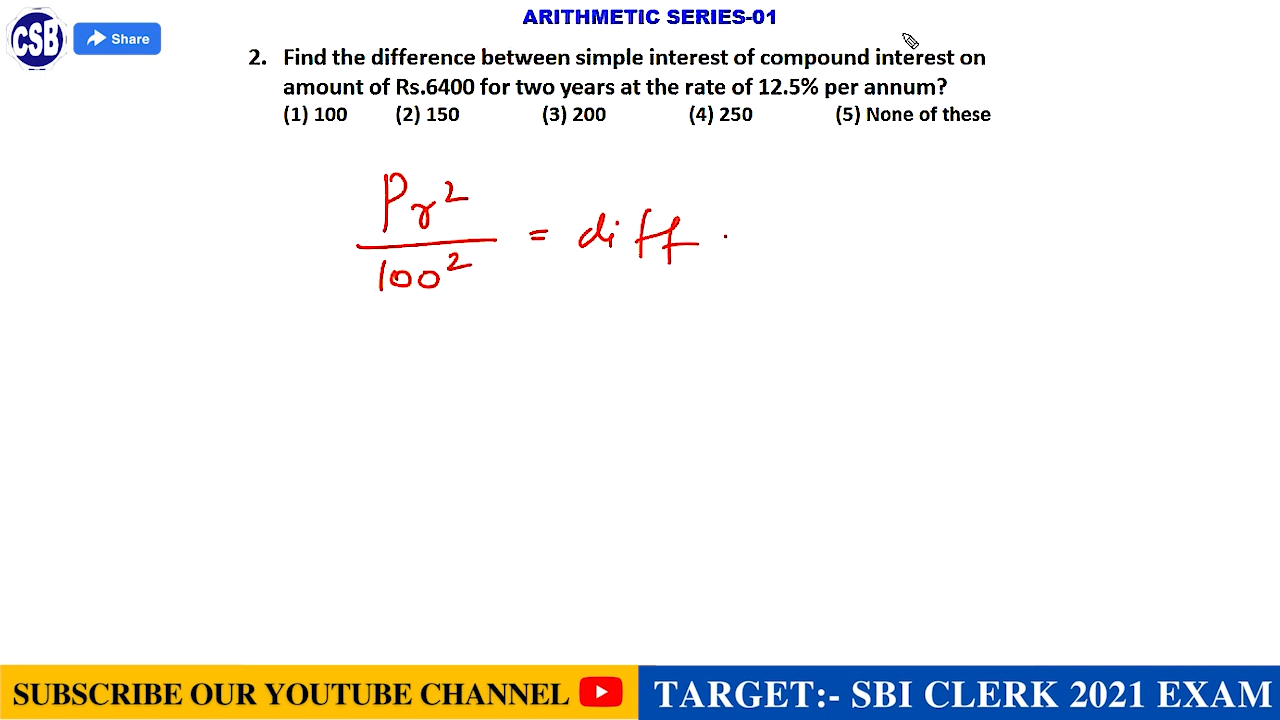 ARITHMETIC SERIES-01
CSB
Share
2. Find the difference between simple interest of compound interest on
amount of Rs.6400 for two years at the rate of 12.5% per annum?
(1) 100 (2) 150 (3) 200 (4) 250 (5) None of these
Pr²
100²
= diff .
SUBSCRIBE OUR YOUTUBE CHANNEL
TARGET:- SBI CLERK 2021 EXAM